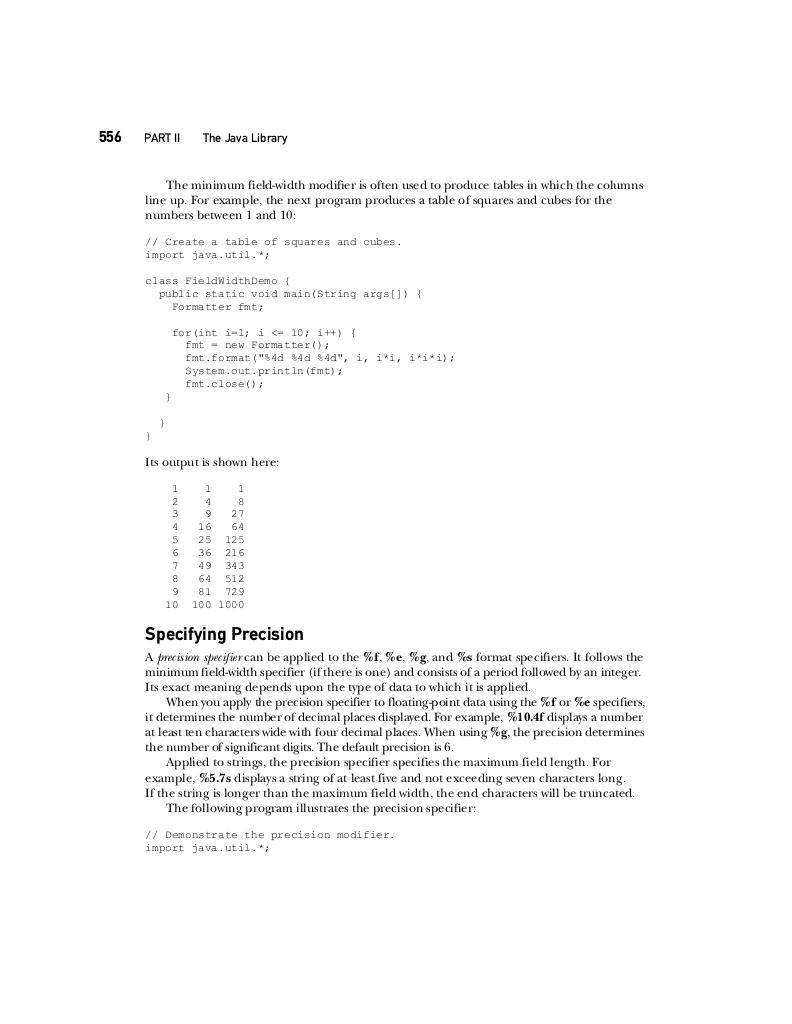 556 PART II The Java Library
The minimum field-width modifier is often used to produce tables in which the columns
line up. For example, the next program produces a table of squares and cubes for the
numbers between 1 and 10:
// Create a table of squares and cubes.
import java.util.*;
class FieldWidthDemo {
public static void main(String args[]) {
Formatter fmt;
for(int i=1; i <= 10; i++) {
fmt = new Formatter();
fmt.format("%4d %4d %4d", i, i*i, i*i*i);
System.out.println(fmt);
fmt.close();
}
}
}
Its output is shown here:
1 1 1
2 4 8
3 9 27
4 16 64
5 25 125
6 36 216
7 49 343
8 64 512
9 81 729
10 100 1000
Specifying Precision
A precision specifier can be applied to the %f, %e, %g, and %s format specifiers. It follows the
minimum field-width specifier (if there is one) and consists of a period followed by an integer.
Its exact meaning depends upon the type of data to which it is applied.
When you apply the precision specifier to floating-point data using the %f or %e specifiers,
it determines the number of decimal places displayed. For example, %10.4f displays a number
at least ten characters wide with four decimal places. When using %g, the precision determines
the number of significant digits. The default precision is 6.
Applied to strings, the precision specifier specifies the maximum field length. For
example, %5.7s displays a string of at least five and not exceeding seven characters long.
If the string is longer than the maximum field width, the end characters will be truncated.
The following program illustrates the precision specifier:
// Demonstrate the precision modifier.
import java.util.*;